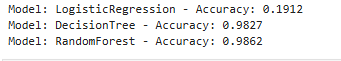 Model: LogisticRegression - Accuracy: 0.1912
Model: DecisionTree - Accuracy: 0.9827
Model: RandomForest - Accuracy: 0.9862